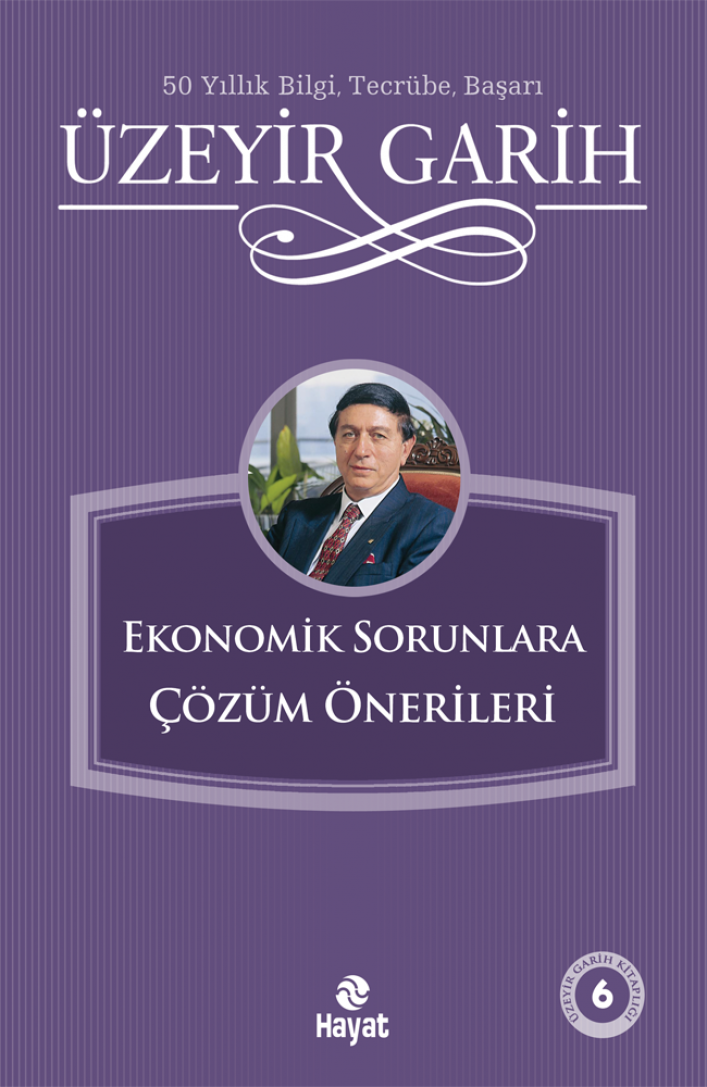 50 Yıllık Bilgi, Tecrübe, Başarı
ÜZEYİR GARİH
EKONOMİK SORUNLARA
ÇÖZÜM ÖNERİLERİ
Hayat
ÜZEYİR GARİH KİTAPLIĞI
6